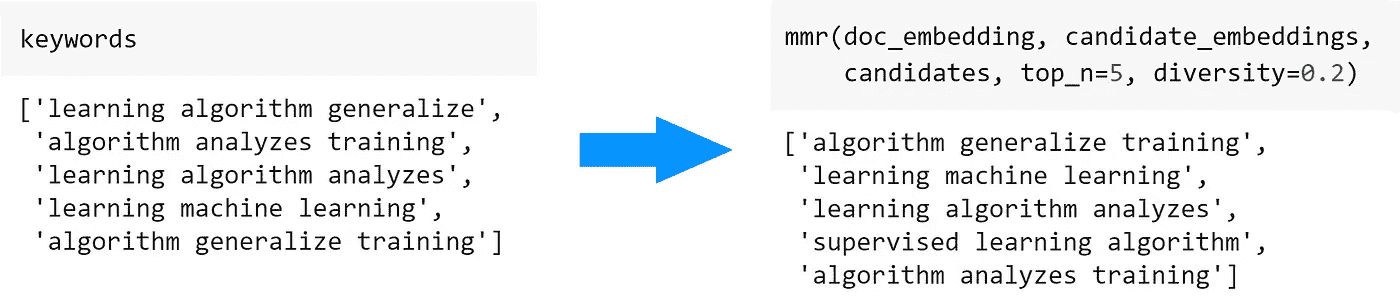 keywords
['learning algorithm generalize',
'algorithm analyzes training',
'learning algorithm analyzes',
'learning machine learning',
'algorithm generalize training']
mmr(doc_embedding, candidate_embeddings,
candidates, top_n=5, diversity=0.2)
['algorithm generalize training',
'learning machine learning',
'learning algorithm analyzes',
'supervised learning algorithm',
'algorithm analyzes training']